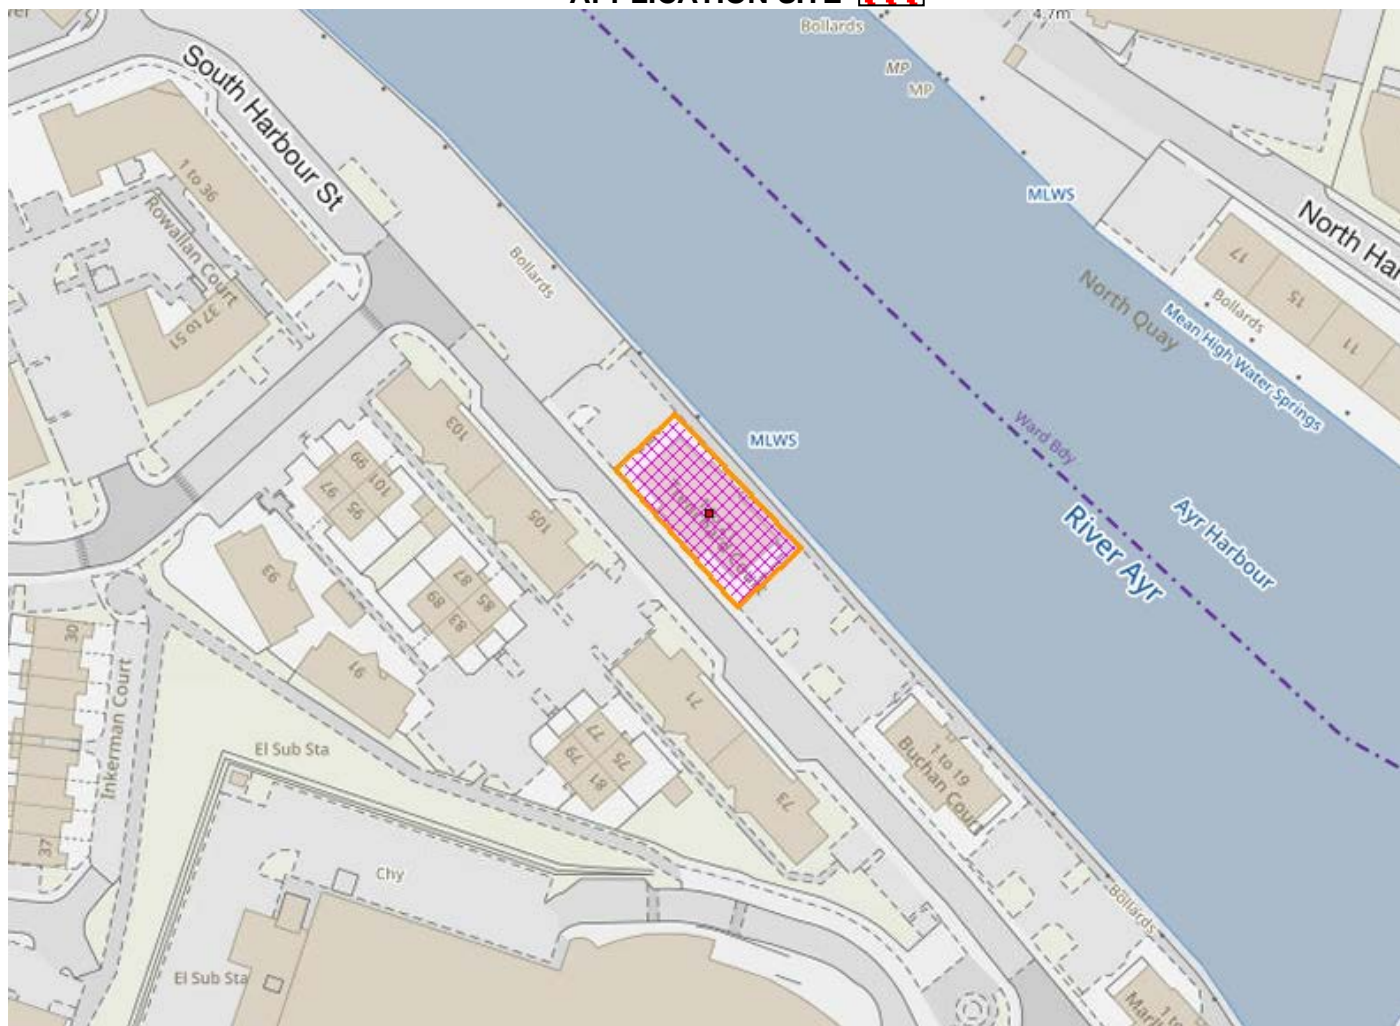 APPLICATION SITE
4.7m
Bollards
MP
MP
South Harbour St
1 to 36
Rowallan Court
37 to 51
Bollards
MLWS
North Quay
17
15
11
Bollards
Mean High Water Springs
103
105
99
101
97
95
MLWS
Ward Bdy
River Ayr
Ayr Harbour
93
91
87
85
89
83
30
Inkerman Court
37
El Sub Sta
71
73
77
75
79
81
1 to 19
Buchan Court
Chy
El Sub Sta
Bollards